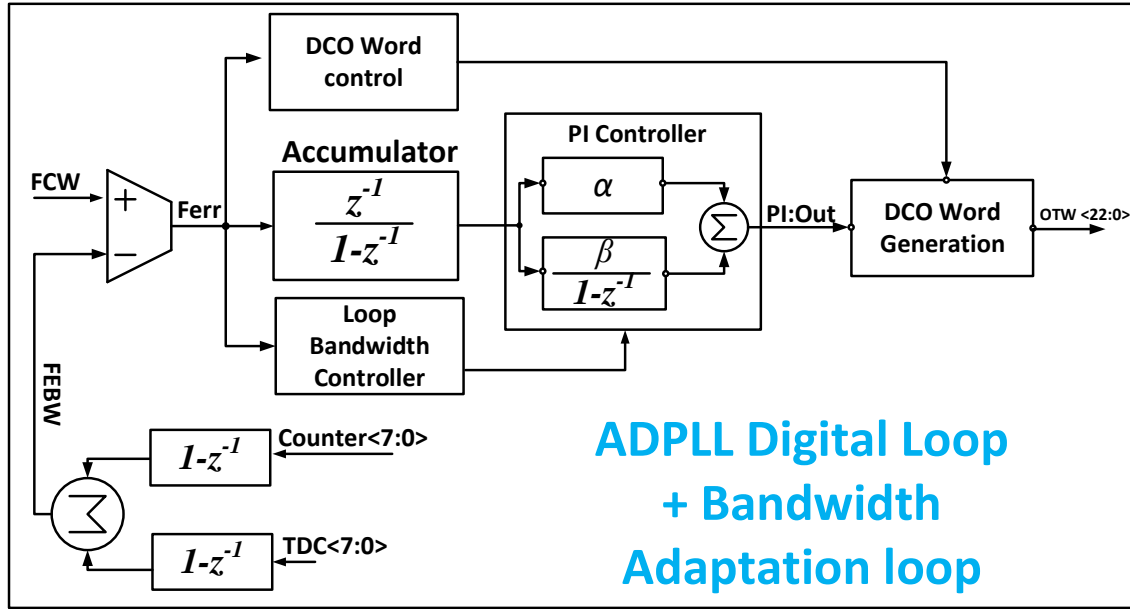 DCO Word
control
PI Controller
Accumulator
FCW
+
−
Ferr
z⁻¹
1-z⁻¹
α
β
1-z⁻¹
Σ
PI:Out
DCO Word
Generation
OTW <22:0>
Loop
Bandwidth
Controller
FEBW
Counter<7:0>
1-z⁻¹
Σ
TDC<7:0>
1-z⁻¹
ADPLL Digital Loop
+ Bandwidth
Adaptation loop